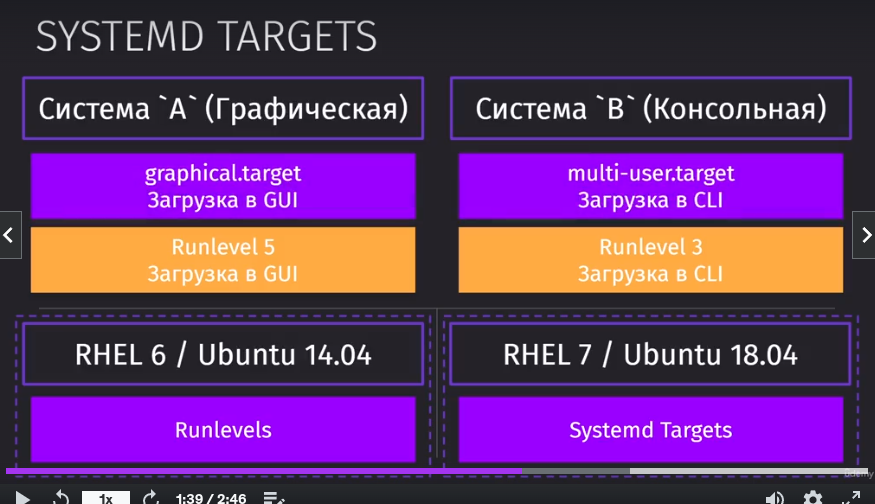 SYSTEMD TARGETS
Система `A` (Графическая)
Система `B` (Консольная)
graphical.target
Загрузка в GUI
multi-user.target
Загрузка в CLI
Runlevel 5
Загрузка в GUI
Runlevel 3
Загрузка в CLI
RHEL 6 / Ubuntu 14.04
RHEL 7 / Ubuntu 18.04
Runlevels
Systemd Targets
udemy
1x
1:39 / 2:46